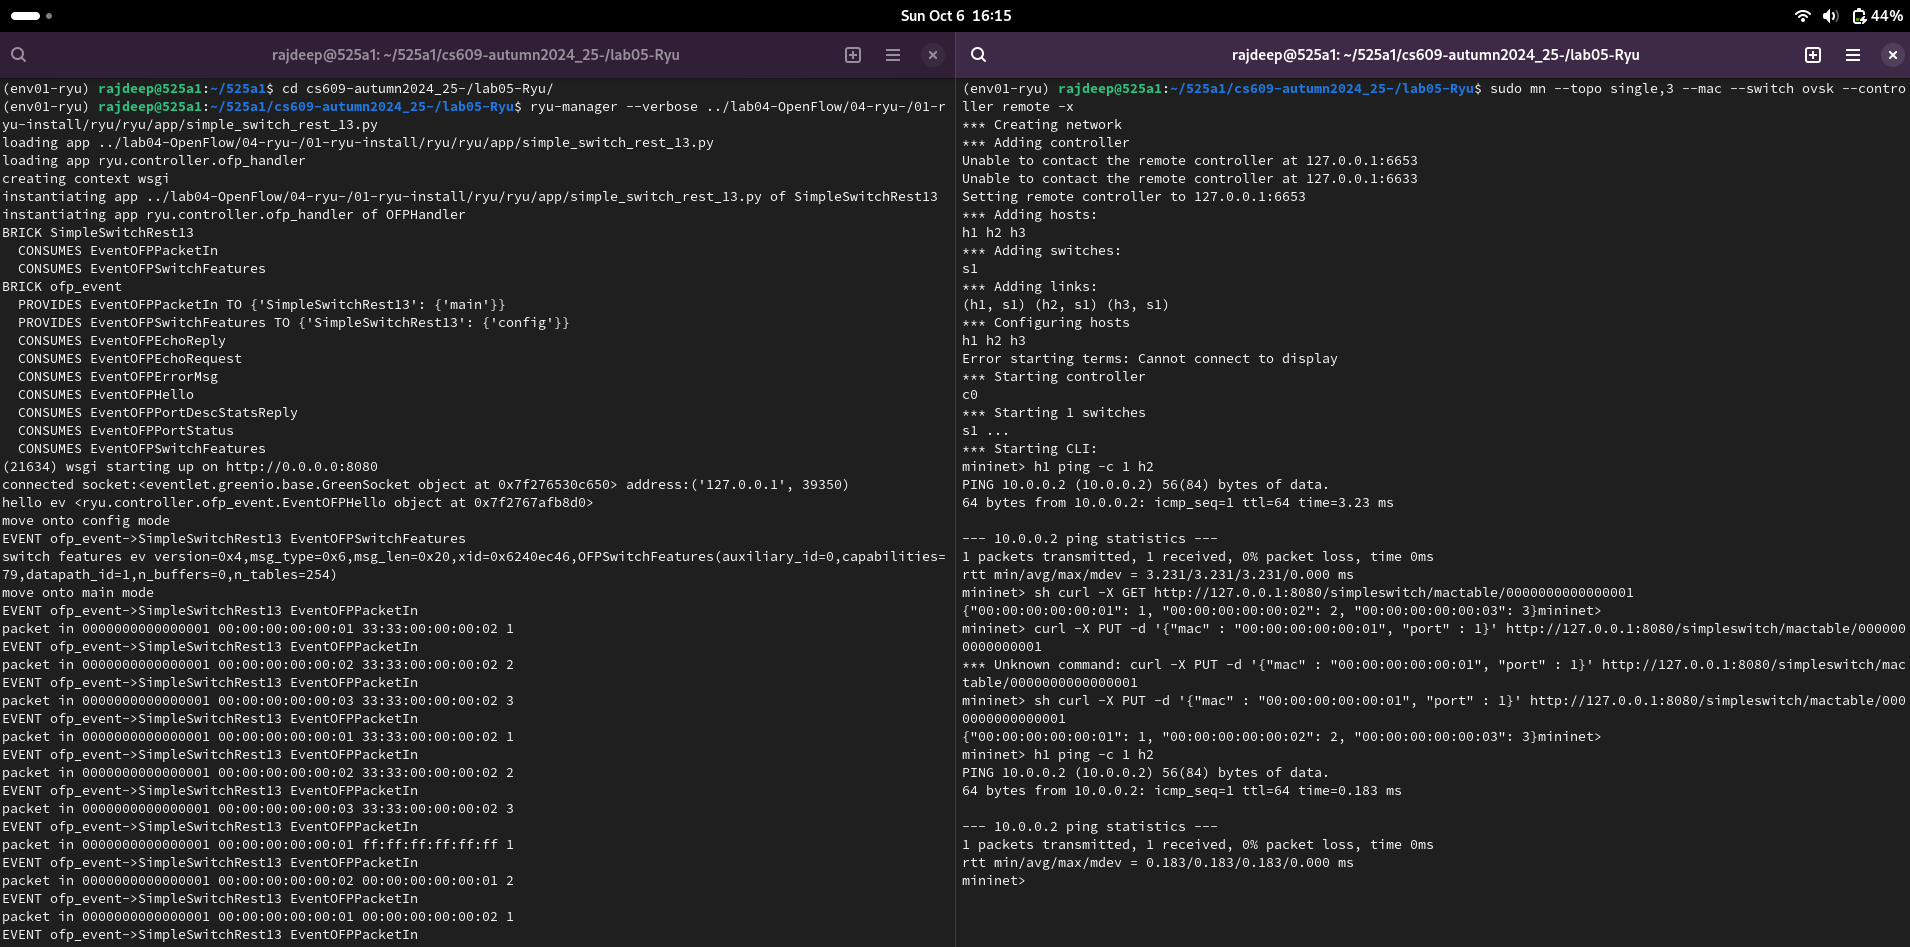 Sun Oct 6 16:15
44%
rajdeep@525a1: ~/525a1/cs609-autumn2024_25-/lab05-Ryu
(env01-ryu) rajdeep@525a1:~/525a1$ cd cs609-autumn2024_25-/lab05-Ryu/
(env01-ryu) rajdeep@525a1:~/525a1/cs609-autumn2024_25-/lab05-Ryu$ ryu-manager --verbose ../lab04-OpenFlow/04-ryu-/01-r
yu-install/ryu/ryu/app/simple_switch_rest_13.py
loading app ../lab04-OpenFlow/04-ryu-/01-ryu-install/ryu/ryu/app/simple_switch_rest_13.py
loading app ryu.controller.ofp_handler
creating context wsgi
instantiating app ../lab04-OpenFlow/04-ryu-/01-ryu-install/ryu/ryu/app/simple_switch_rest_13.py of SimpleSwitchRest13
instantiating app ryu.controller.ofp_handler of OFPHandler
BRICK SimpleSwitchRest13
  CONSUMES EventOFPPacketIn
  CONSUMES EventOFPSwitchFeatures
BRICK ofp_event
  PROVIDES EventOFPPacketIn TO {'SimpleSwitchRest13': {'main'}}
  PROVIDES EventOFPSwitchFeatures TO {'SimpleSwitchRest13': {'config'}}
  CONSUMES EventOFPEchoReply
  CONSUMES EventOFPEchoRequest
  CONSUMES EventOFPErrorMsg
  CONSUMES EventOFPHello
  CONSUMES EventOFPPortDescStatsReply
  CONSUMES EventOFPPortStatus
  CONSUMES EventOFPSwitchFeatures
(21634) wsgi starting up on http://0.0.0.0:8080
connected socket:<eventlet.greenio.base.GreenSocket object at 0x7f276530c650> address:('127.0.0.1', 39350)
hello ev <ryu.controller.ofp_event.EventOFPHello object at 0x7f2767afb8d0>
move onto config mode
EVENT ofp_event->SimpleSwitchRest13 EventOFPSwitchFeatures
switch features ev version=0x4,msg_type=0x6,msg_len=0x20,xid=0x6240ec46,OFPSwitchFeatures(auxiliary_id=0,capabilities=
79,datapath_id=1,n_buffers=0,n_tables=254)
move onto main mode
EVENT ofp_event->SimpleSwitchRest13 EventOFPPacketIn
packet in 0000000000000001 00:00:00:00:00:01 33:33:00:00:00:02 1
EVENT ofp_event->SimpleSwitchRest13 EventOFPPacketIn
packet in 0000000000000001 00:00:00:00:00:02 33:33:00:00:00:02 2
EVENT ofp_event->SimpleSwitchRest13 EventOFPPacketIn
packet in 0000000000000001 00:00:00:00:00:03 33:33:00:00:00:02 3
EVENT ofp_event->SimpleSwitchRest13 EventOFPPacketIn
packet in 0000000000000001 00:00:00:00:00:01 33:33:00:00:00:02 1
EVENT ofp_event->SimpleSwitchRest13 EventOFPPacketIn
packet in 0000000000000001 00:00:00:00:00:02 33:33:00:00:00:02 2
EVENT ofp_event->SimpleSwitchRest13 EventOFPPacketIn
packet in 0000000000000001 00:00:00:00:00:03 33:33:00:00:00:02 3
EVENT ofp_event->SimpleSwitchRest13 EventOFPPacketIn
packet in 0000000000000001 00:00:00:00:00:01 ff:ff:ff:ff:ff:ff 1
EVENT ofp_event->SimpleSwitchRest13 EventOFPPacketIn
packet in 0000000000000001 00:00:00:00:00:02 00:00:00:00:00:01 2
EVENT ofp_event->SimpleSwitchRest13 EventOFPPacketIn
packet in 0000000000000001 00:00:00:00:00:01 00:00:00:00:00:02 1
EVENT ofp_event->SimpleSwitchRest13 EventOFPPacketIn
rajdeep@525a1: ~/525a1/cs609-autumn2024_25-/lab05-Ryu
(env01-ryu) rajdeep@525a1:~/525a1/cs609-autumn2024_25-/lab05-Ryu$ sudo mn --topo single,3 --mac --switch ovsk --contro
ller remote -x
*** Creating network
*** Adding controller
Unable to contact the remote controller at 127.0.0.1:6653
Unable to contact the remote controller at 127.0.0.1:6633
Setting remote controller to 127.0.0.1:6653
*** Adding hosts:
h1 h2 h3
*** Adding switches:
s1
*** Adding links:
(h1, s1) (h2, s1) (h3, s1)
*** Configuring hosts
h1 h2 h3
Error starting terms: Cannot connect to display
*** Starting controller
c0
*** Starting 1 switches
s1 ...
*** Starting CLI:
mininet> h1 ping -c 1 h2
PING 10.0.0.2 (10.0.0.2) 56(84) bytes of data.
64 bytes from 10.0.0.2: icmp_seq=1 ttl=64 time=3.23 ms

--- 10.0.0.2 ping statistics ---
1 packets transmitted, 1 received, 0% packet loss, time 0ms
rtt min/avg/max/mdev = 3.231/3.231/3.231/0.000 ms
mininet> sh curl -X GET http://127.0.0.1:8080/simpleswitch/mactable/0000000000000001
{"00:00:00:00:00:01": 1, "00:00:00:00:00:02": 2, "00:00:00:00:00:03": 3}mininet>
mininet> curl -X PUT -d '{"mac" : "00:00:00:00:00:01", "port" : 1}' http://127.0.0.1:8080/simpleswitch/mactable/000000
0000000001
*** Unknown command: curl -X PUT -d '{"mac" : "00:00:00:00:00:01", "port" : 1}' http://127.0.0.1:8080/simpleswitch/mac
table/0000000000000001
mininet> sh curl -X PUT -d '{"mac" : "00:00:00:00:00:01", "port" : 1}' http://127.0.0.1:8080/simpleswitch/mactable/000
0000000000001
{"00:00:00:00:00:01": 1, "00:00:00:00:00:02": 2, "00:00:00:00:00:03": 3}mininet>
mininet> h1 ping -c 1 h2
PING 10.0.0.2 (10.0.0.2) 56(84) bytes of data.
64 bytes from 10.0.0.2: icmp_seq=1 ttl=64 time=0.183 ms

--- 10.0.0.2 ping statistics ---
1 packets transmitted, 1 received, 0% packet loss, time 0ms
rtt min/avg/max/mdev = 0.183/0.183/0.183/0.000 ms
mininet>